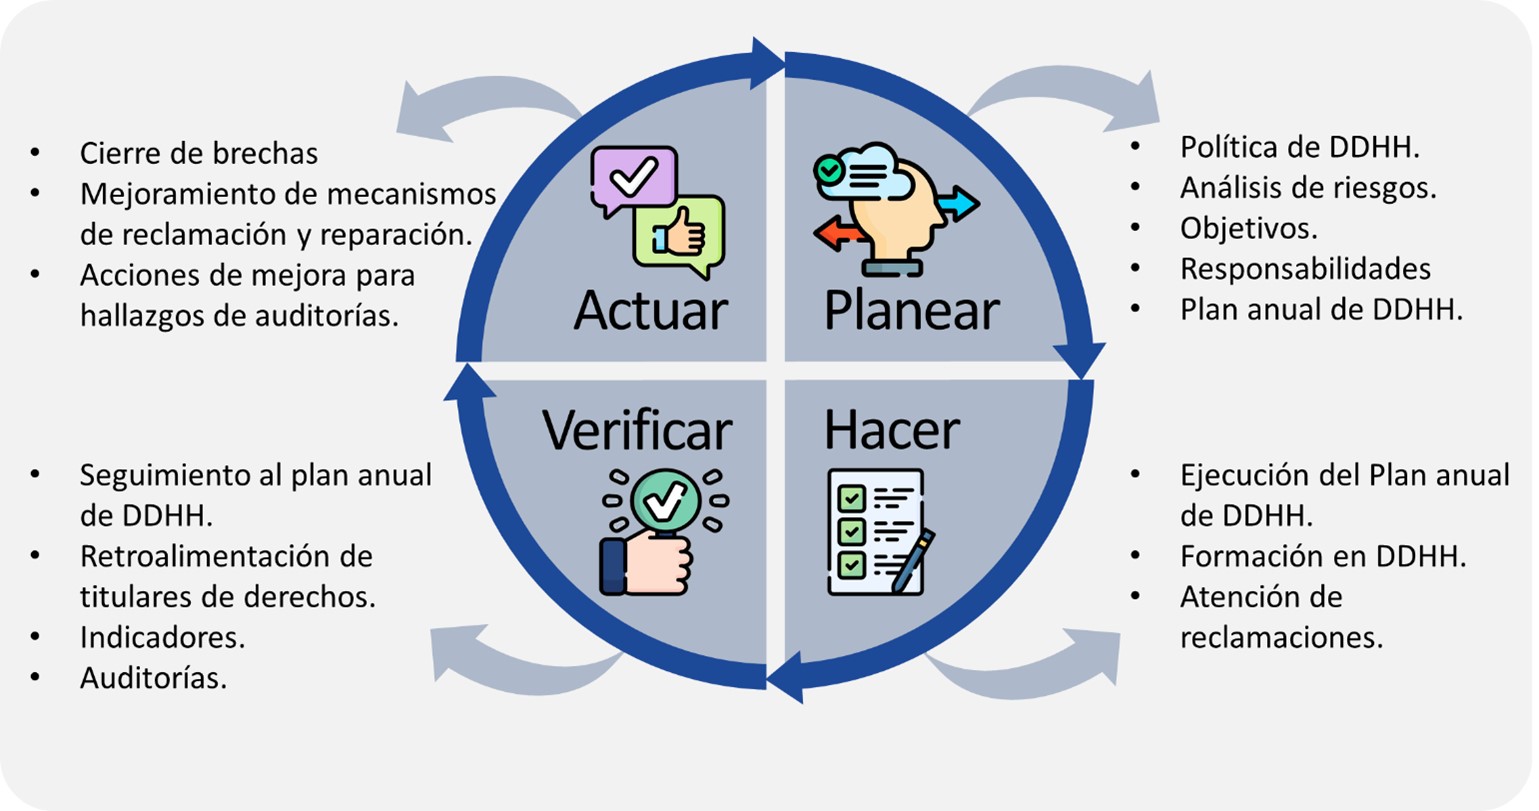 Actuar
• Cierre de brechas
• Mejoramiento de mecanismos
de reclamación y reparación.
• Acciones de mejora para
hallazgos de auditorías.
Planear
• Política de DDHH.
• Análisis de riesgos.
• Objetivos.
• Responsabilidades
• Plan anual de DDHH.
Verificar
• Seguimiento al plan anual
de DDHH.
• Retroalimentación de
titulares de derechos.
• Indicadores.
• Auditorías.
Hacer
• Ejecución del Plan anual
de DDHH.
• Formación en DDHH.
• Atención de
reclamaciones.